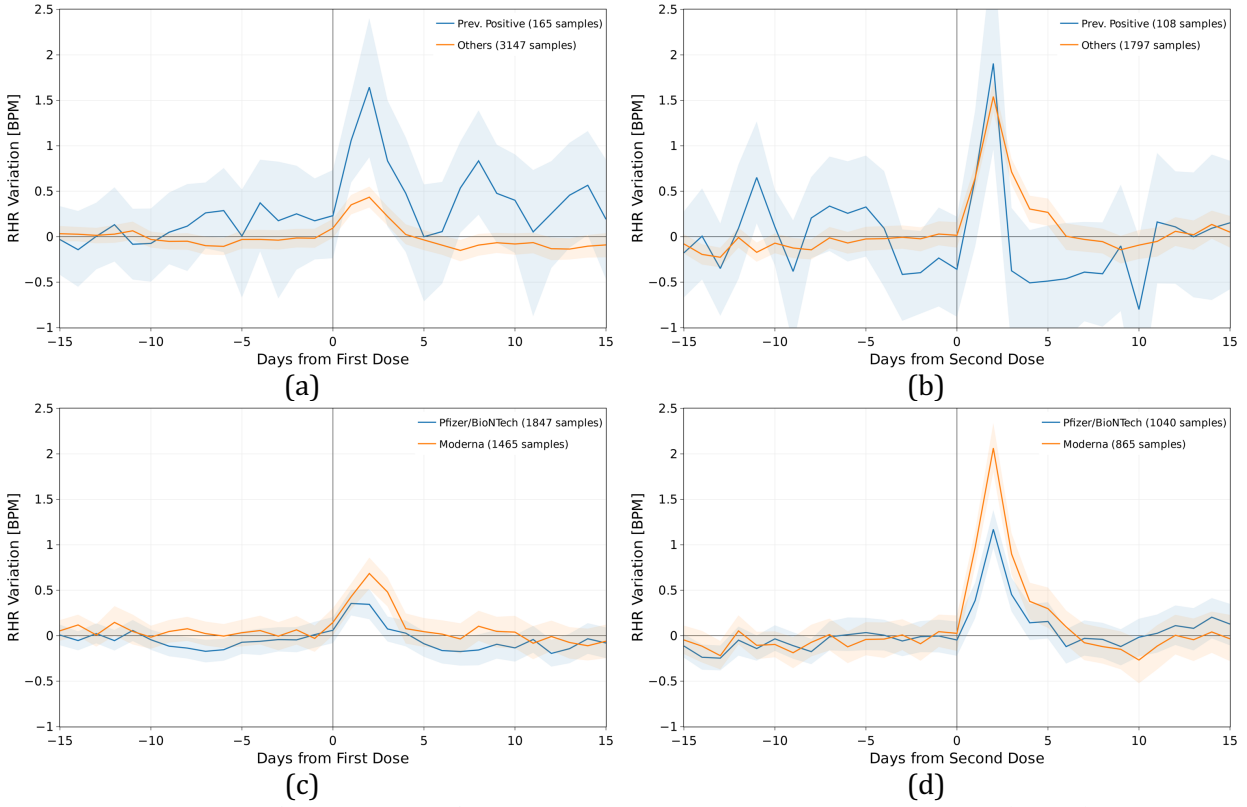 2.5
2
1.5
1
0.5
0
−0.5
−1
RHR Variation [BPM]
Prev. Positive (165 samples)
Others (3147 samples)
−15 −10 −5 0 5 10 15
Days from First Dose
(a)
2.5
2
1.5
1
0.5
0
−0.5
−1
RHR Variation [BPM]
Prev. Positive (108 samples)
Others (1797 samples)
−15 −10 −5 0 5 10 15
Days from Second Dose
(b)
2.5
2
1.5
1
0.5
0
−0.5
−1
RHR Variation [BPM]
Pfizer/BioNTech (1847 samples)
Moderna (1465 samples)
−15 −10 −5 0 5 10 15
Days from First Dose
(c)
2.5
2
1.5
1
0.5
0
−0.5
−1
RHR Variation [BPM]
Pfizer/BioNTech (1040 samples)
Moderna (865 samples)
−15 −10 −5 0 5 10 15
Days from Second Dose
(d)